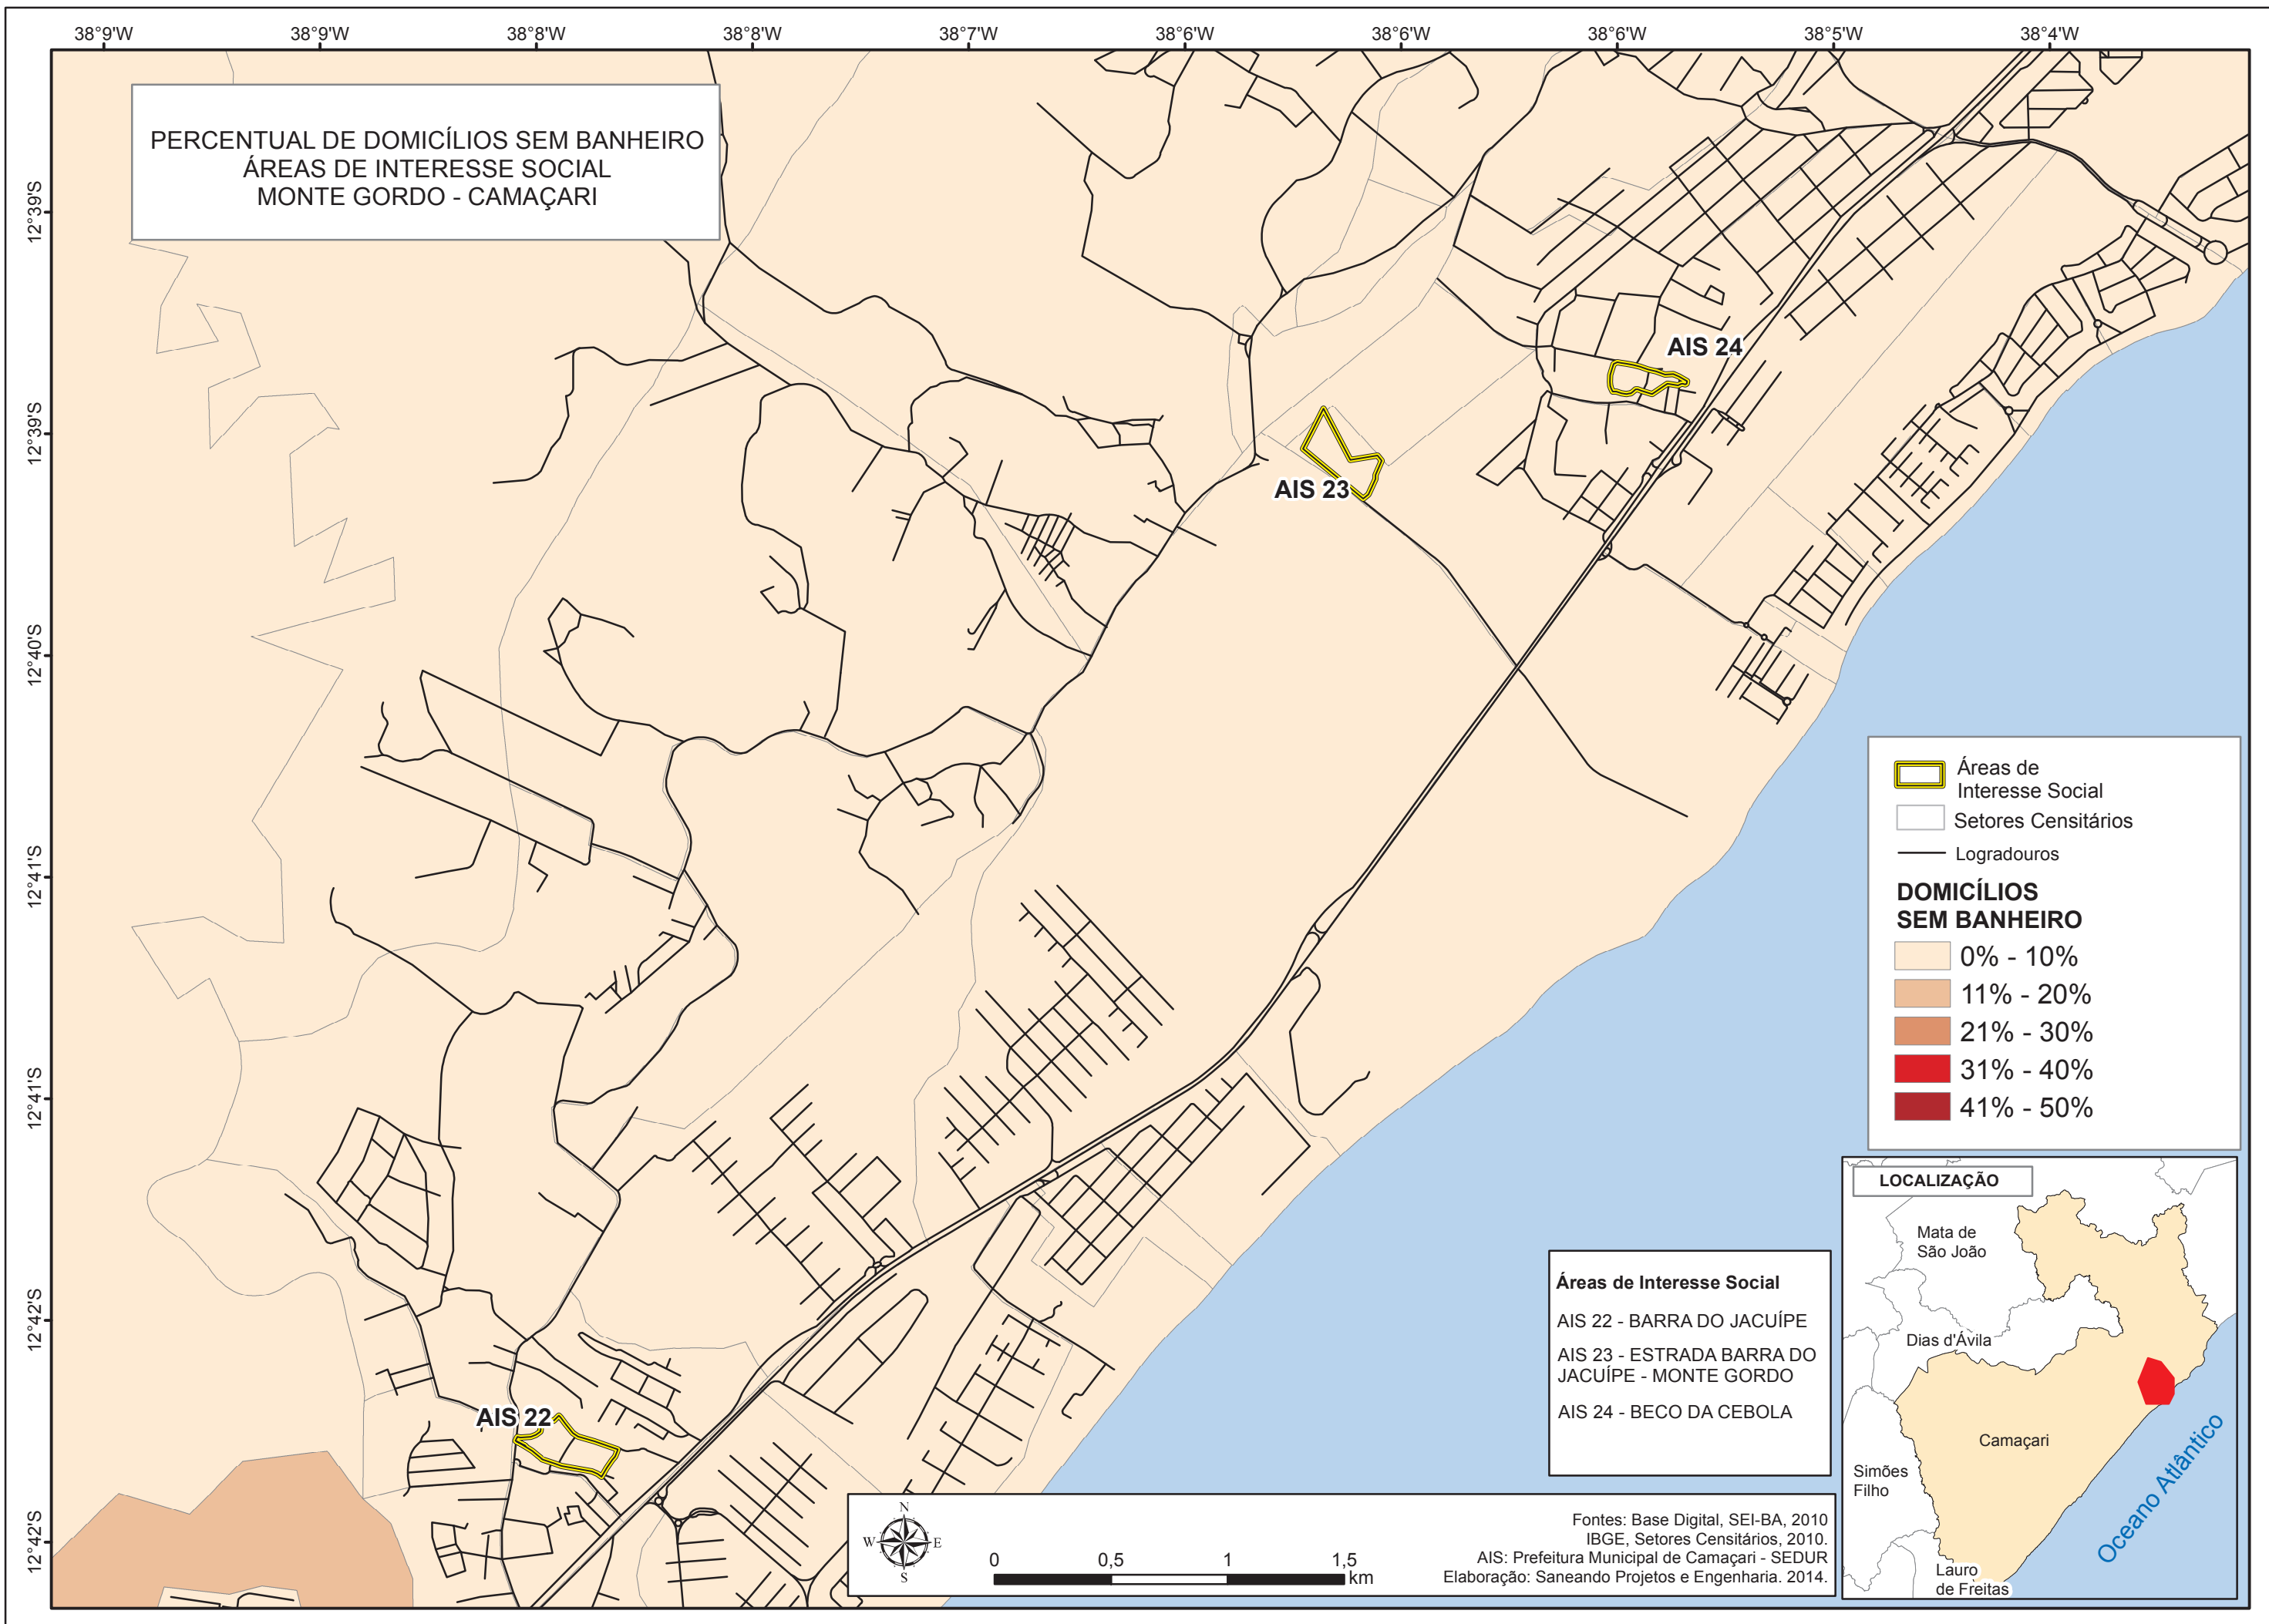 38°9'W
38°9'W
38°8'W
38°8'W
38°7'W
38°6'W
38°6'W
38°6'W
38°5'W
38°4'W
PERCENTUAL DE DOMICÍLIOS SEM BANHEIRO
ÁREAS DE INTERESSE SOCIAL
MONTE GORDO - CAMAÇARI
12°39'S
12°39'S
12°40'S
12°41'S
12°41'S
12°42'S
12°42'S
AIS 24
AIS 23
AIS 22
Áreas de
Interesse Social
Setores Censitários
Logradouros
DOMICÍLIOS
SEM BANHEIRO
0% - 10%
11% - 20%
21% - 30%
31% - 40%
41% - 50%
LOCALIZAÇÃO
Mata de
São João
Dias d'Ávila
Camaçari
Simões
Filho
Lauro
de Freitas
Oceano Atlântico
Áreas de Interesse Social
AIS 22 - BARRA DO JACUÍPE
AIS 23 - ESTRADA BARRA DO
JACUÍPE - MONTE GORDO
AIS 24 - BECO DA CEBOLA
N
W
E
S
0
0,5
1
1,5
km
Fontes: Base Digital, SEI-BA, 2010
IBGE, Setores Censitários, 2010.
AIS: Prefeitura Municipal de Camaçari - SEDUR
Elaboração: Saneando Projetos e Engenharia. 2014.